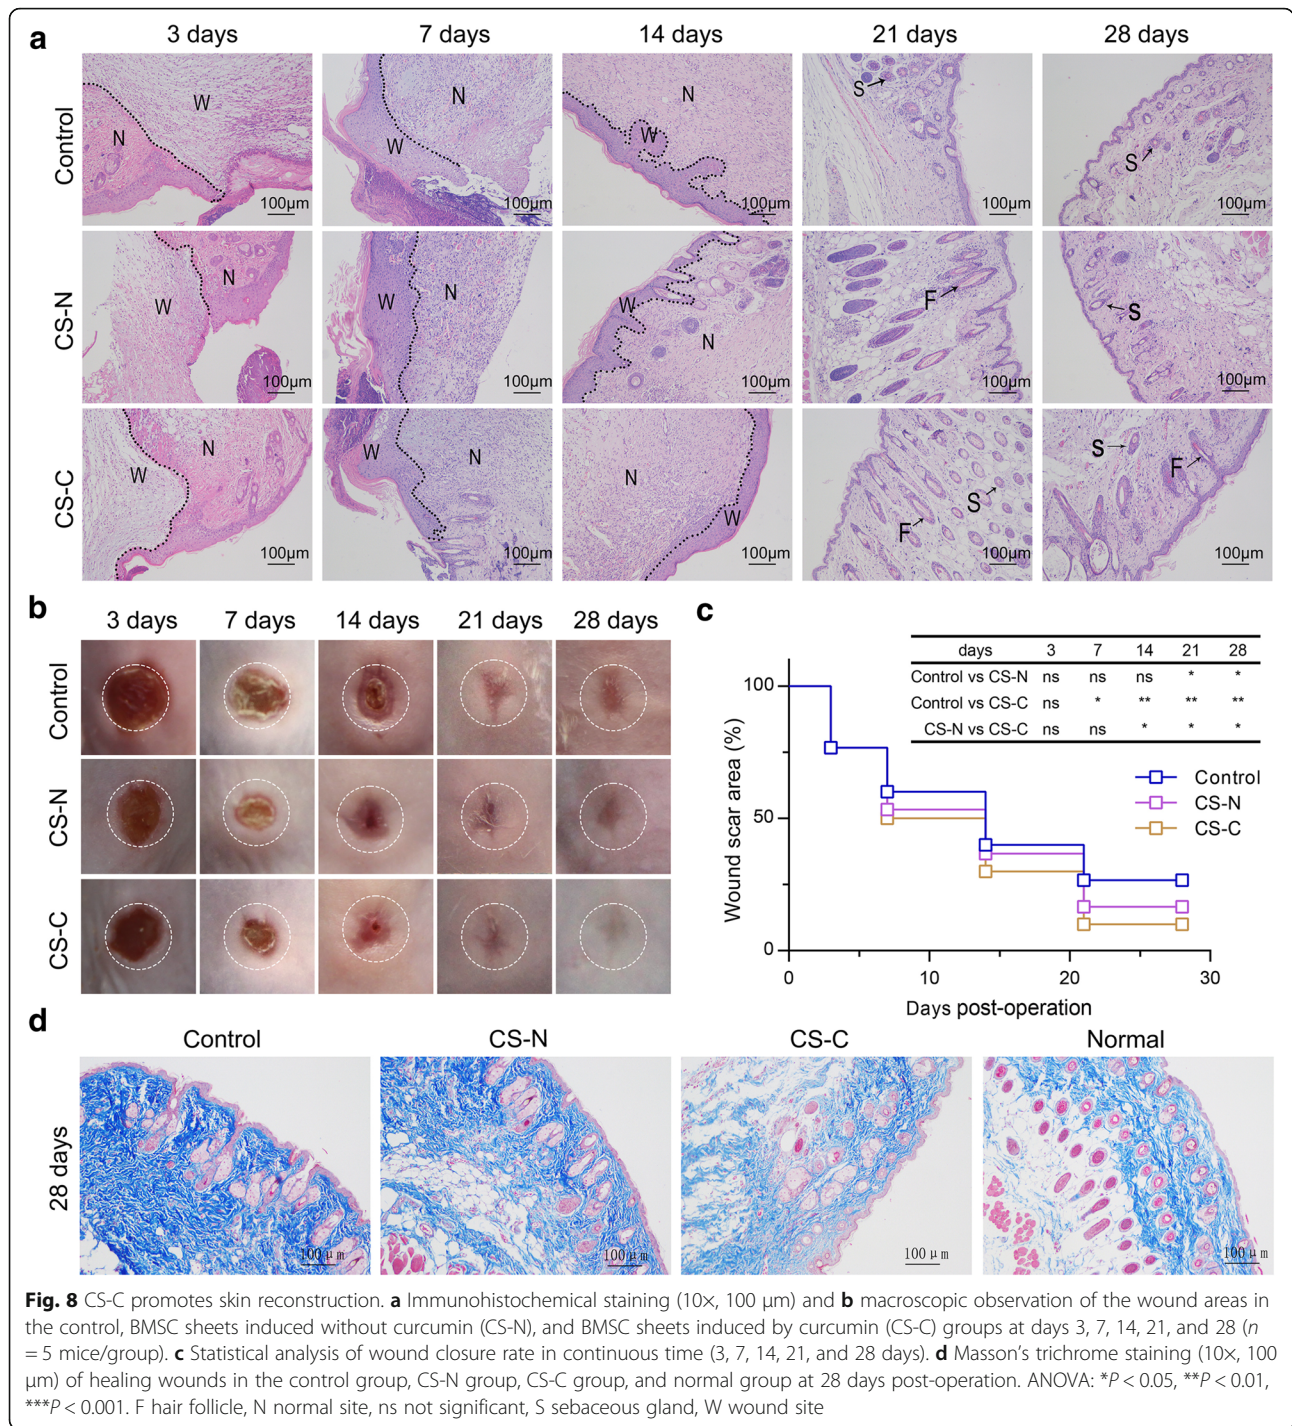 a
3 days 7 days 14 days 21 days 28 days
Control
W
N
100μm
N
W
100μm
N
W
100μm
S
100μm
S
100μm
CS-N
N
W
100μm
W
N
100μm
W
N
100μm
F
100μm
S
100μm
CS-C
N
W
100μm
W
N
100μm
N
W
100μm
S
F
100μm
S
F
100μm
b
3 days 7 days 14 days 21 days 28 days
Control
CS-N
CS-C
c
days 3 7 14 21 28
Control vs CS-N ns ns ns * *
Control vs CS-C ns * ** ** **
CS-N vs CS-C ns ns * * *
Control
CS-N
CS-C
Wound scar area (%)
100
50
0
0 10 20 30
Days post-operation
d
Control CS-N CS-C Normal
28 days
100 μm 100 μm 100 μm 100 μm
Fig. 8 CS-C promotes skin reconstruction. a Immunohistochemical staining (10×, 100 μm) and b macroscopic observation of the wound areas in
the control, BMSC sheets induced without curcumin (CS-N), and BMSC sheets induced by curcumin (CS-C) groups at days 3, 7, 14, 21, and 28 (n
= 5 mice/group). c Statistical analysis of wound closure rate in continuous time (3, 7, 14, 21, and 28 days). d Masson's trichrome staining (10×, 100
μm) of healing wounds in the control group, CS-N group, CS-C group, and normal group at 28 days post-operation. ANOVA: *P < 0.05, **P < 0.01,
***P < 0.001. F hair follicle, N normal site, ns not significant, S sebaceous gland, W wound site